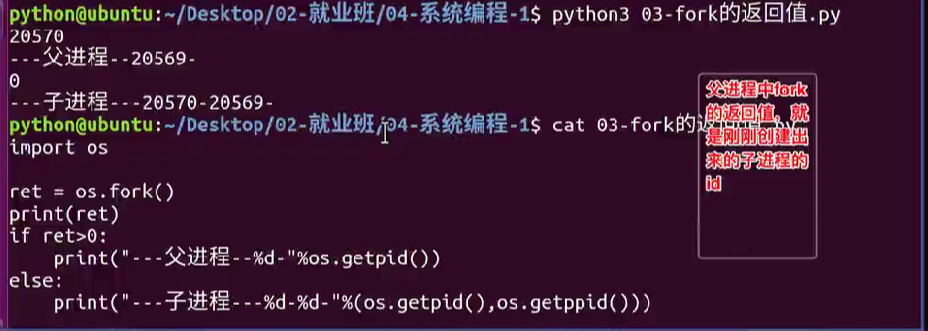 python@ubuntu:~/Desktop/02-就业班/04-系统编程-1$ python3 03-fork的返回值.py
20570
---父进程--20569-
0
---子进程---20570-20569-
python@ubuntu:~/Desktop/02-就业班/04-系统编程-1$ cat 03-fork的返回值.py
import os
ret = os.fork()
print(ret)
if ret>0:
    print("---父进程--%d-"%os.getpid())
else:
    print("---子进程---%d-%d-"%(os.getpid(),os.getppid()))
父进程中fork
的返回值，就
是刚刚创建出
来的子进程的
id